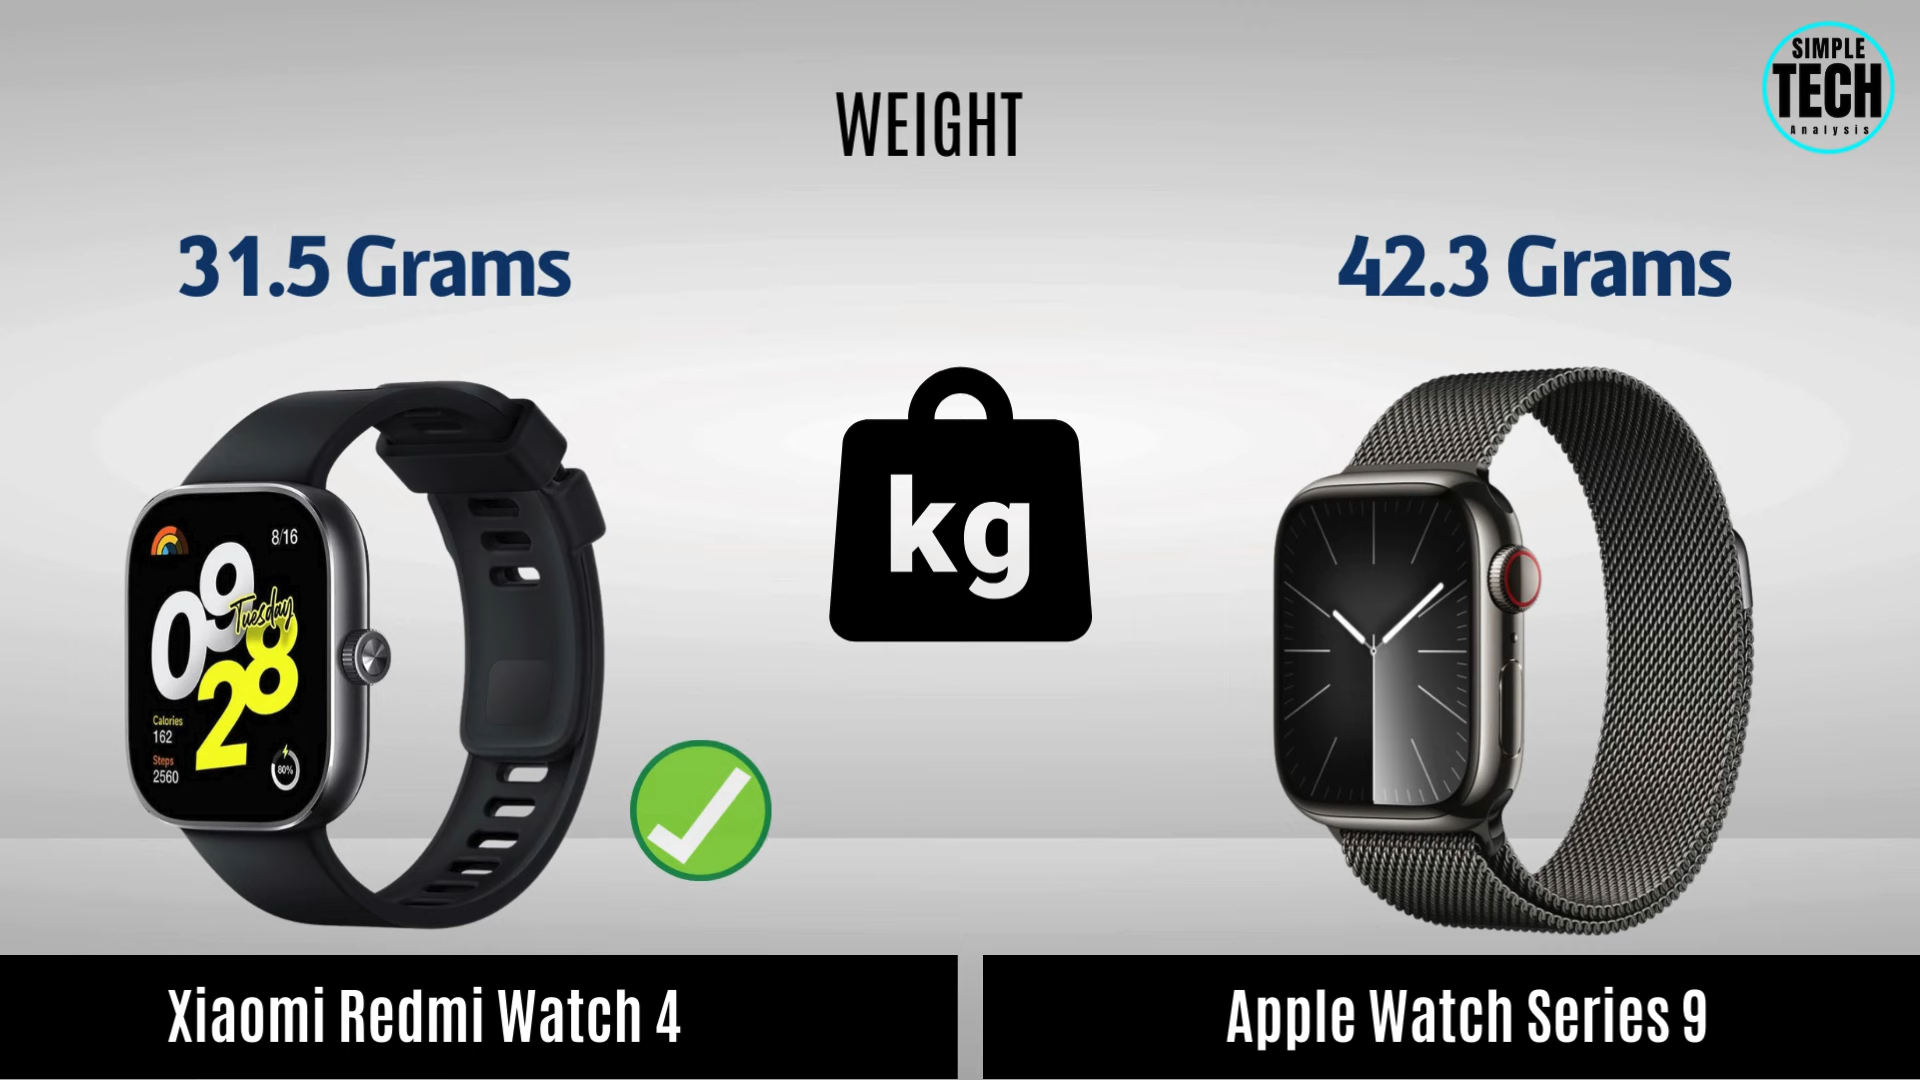 SIMPLE
TECH
Analysis
WEIGHT
31.5 Grams
42.3 Grams
kg
8/16
09
Tuesday
28
Calories
162
Steps
2560
80%
Xiaomi Redmi Watch 4
Apple Watch Series 9